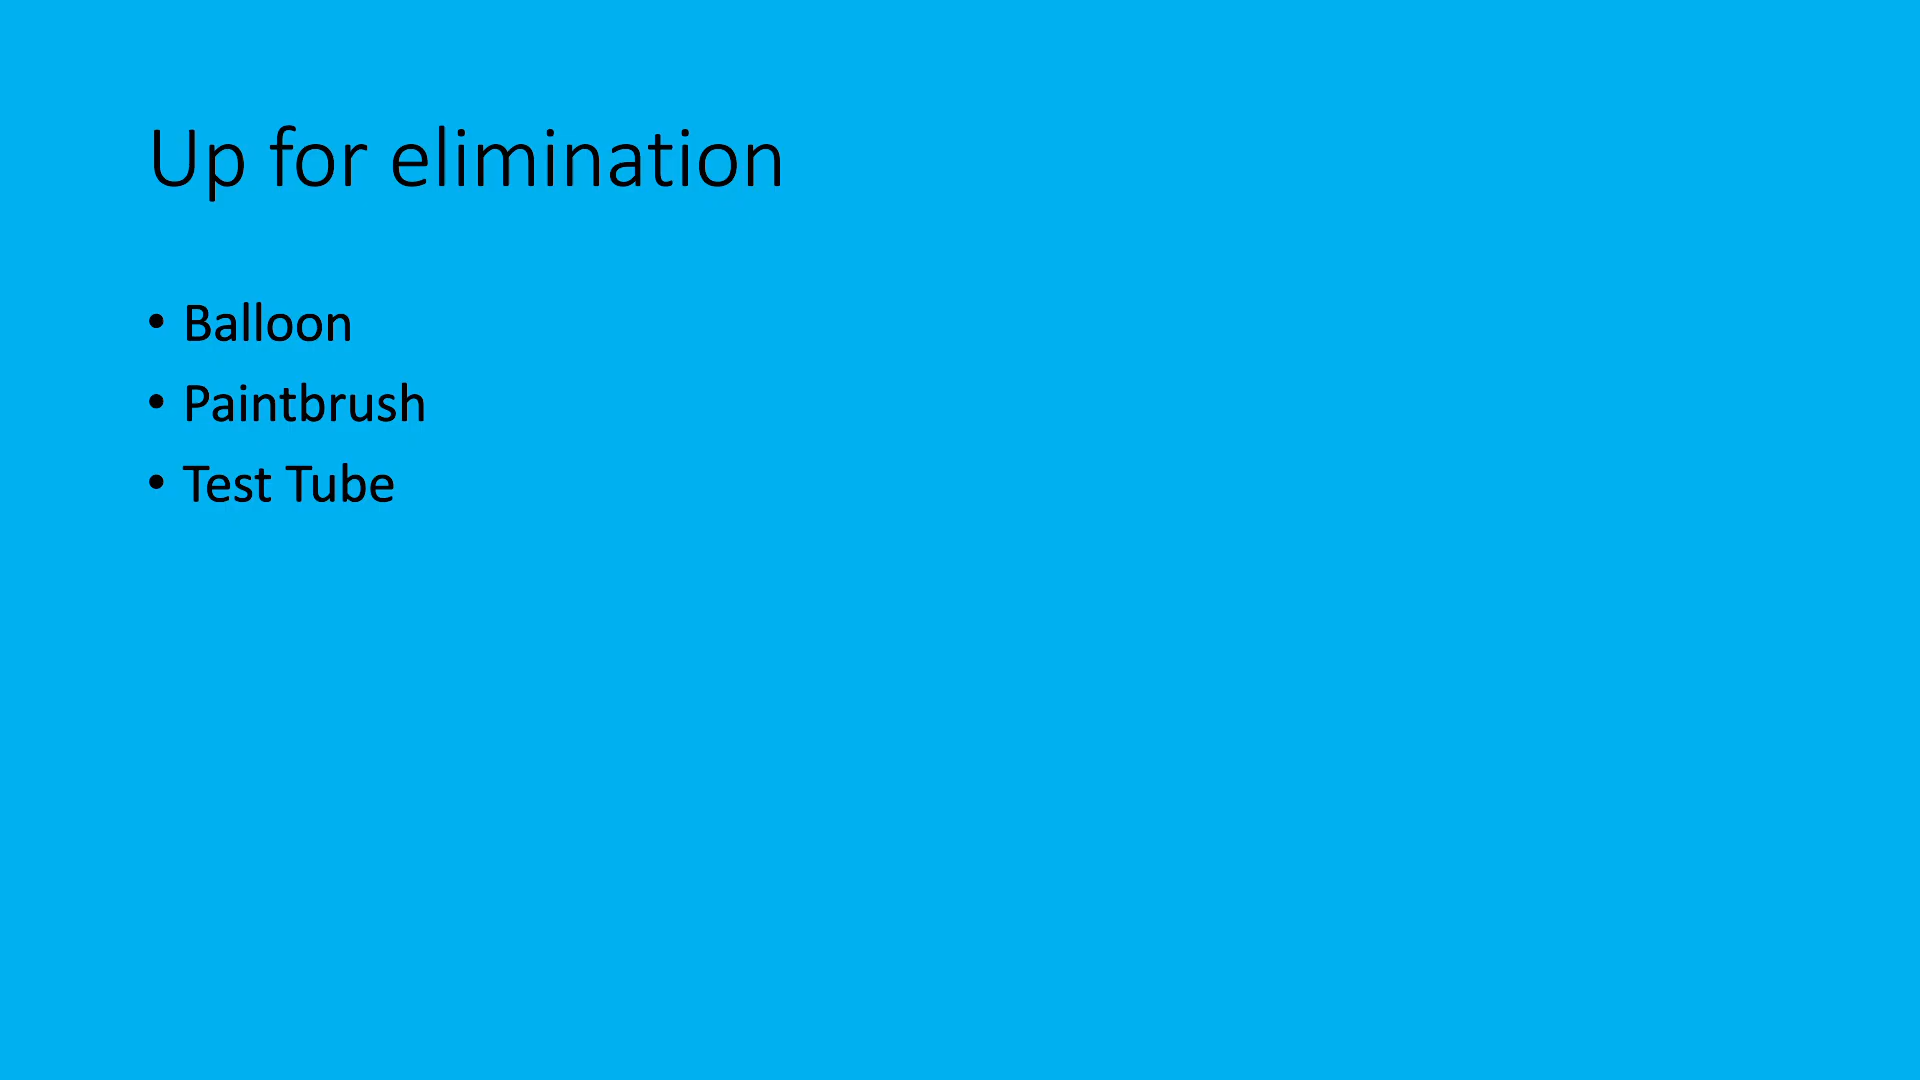 Up for elimination
• Balloon
• Paintbrush
• Test Tube